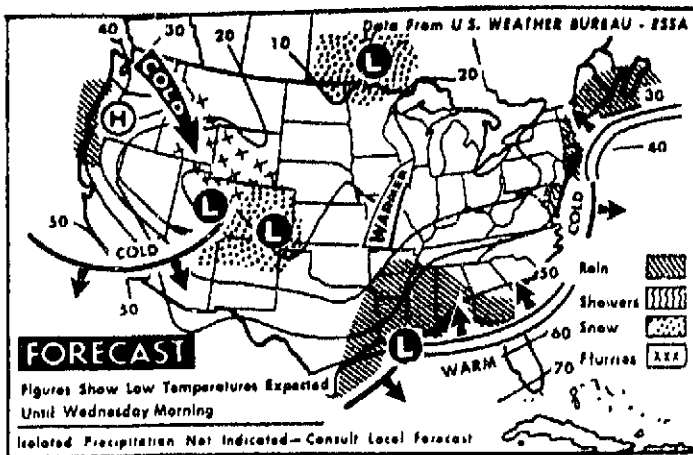 Data From U.S. WEATHER BUREAU - ESSA
40
30
20
10
L
20
COLD
H
30
40
WARMER
L
L
COLD
50
COLD
50
50
Rain
Showers
Snow
Flurries
xxx
L
60
WARM
70
FORECAST
Figures Show Low Temperatures Expected
Until Wednesday Morning
Isolated Precipitation Not Indicated—Consult Local Forecast